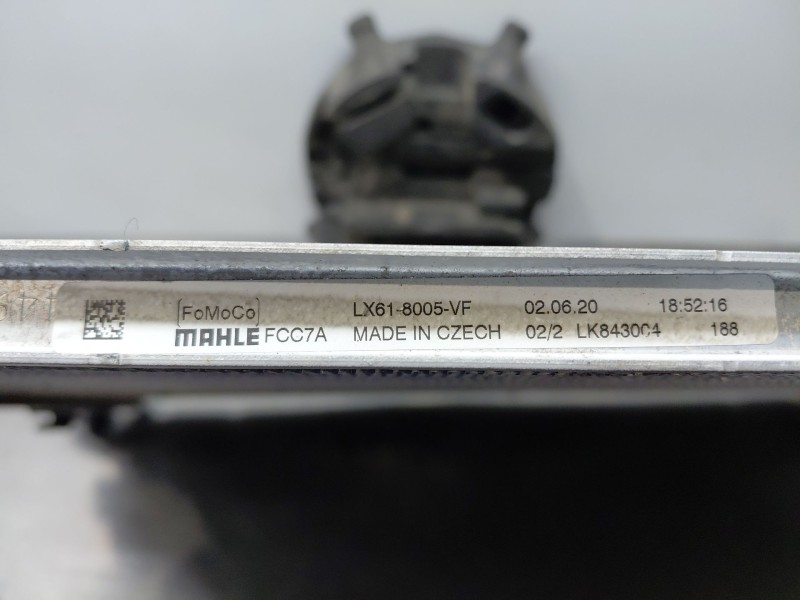 [FoMoCo] LX61-8005-VF 02.06.20 18:52:16
MAHLE FCC7A MADE IN CZECH 02/2 LK843004 188